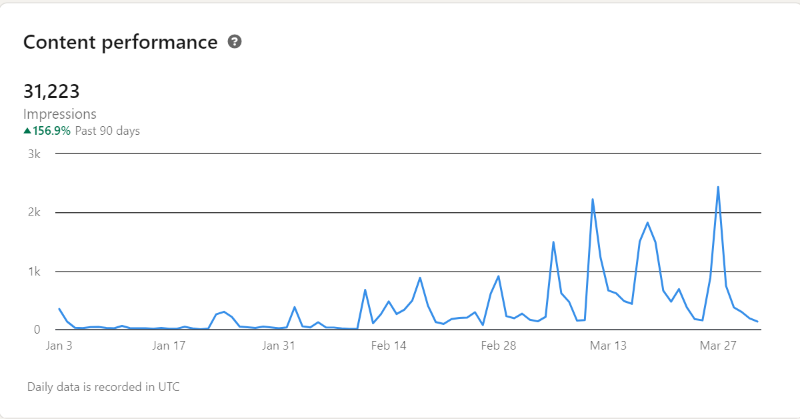 Content performance ?
31,223
Impressions
156.9% Past 90 days
3k
2k
1k
0
Jan 3 Jan 17 Jan 31 Feb 14 Feb 28 Mar 13 Mar 27
Daily data is recorded in UTC